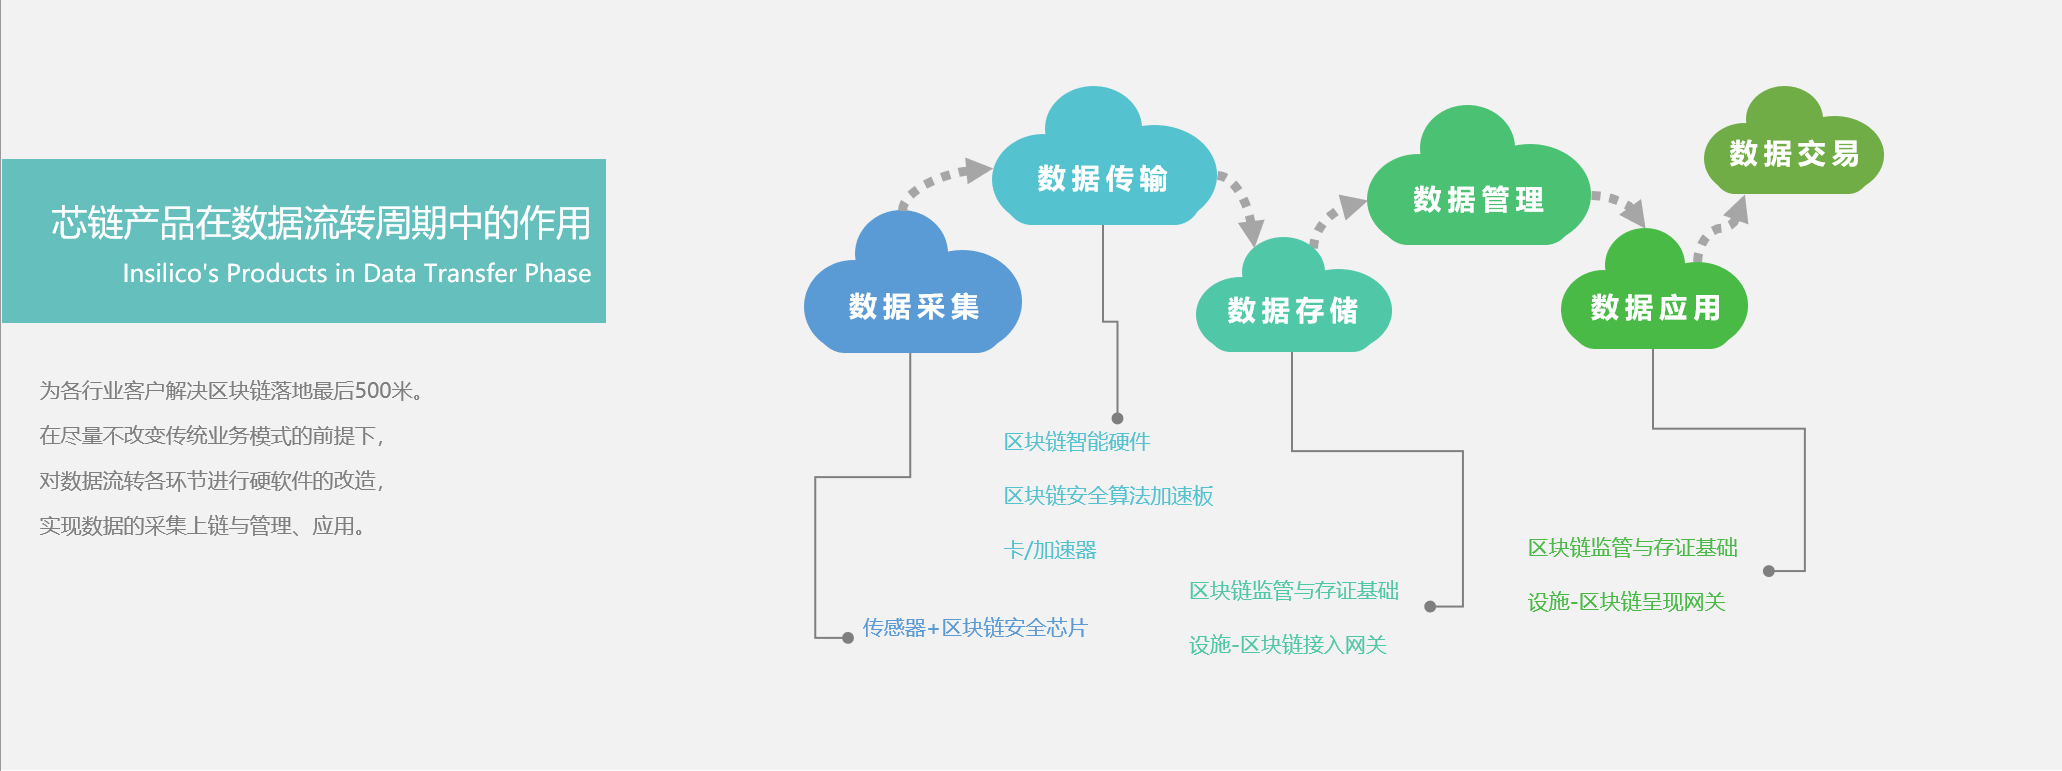 芯链产品在数据流转周期中的作用
Insilico's Products in Data Transfer Phase
为各行业客户解决区块链落地最后500米。
在尽量不改变传统业务模式的前提下，
对数据流转各环节进行硬软件的改造，
实现数据的采集上链与管理、应用。
数据采集
数据传输
数据存储
数据管理
数据应用
数据交易
传感器+区块链安全芯片
区块链智能硬件
区块链安全算法加速板
卡/加速器
区块链监管与存证基础
设施-区块链接入网关
区块链监管与存证基础
设施-区块链呈现网关